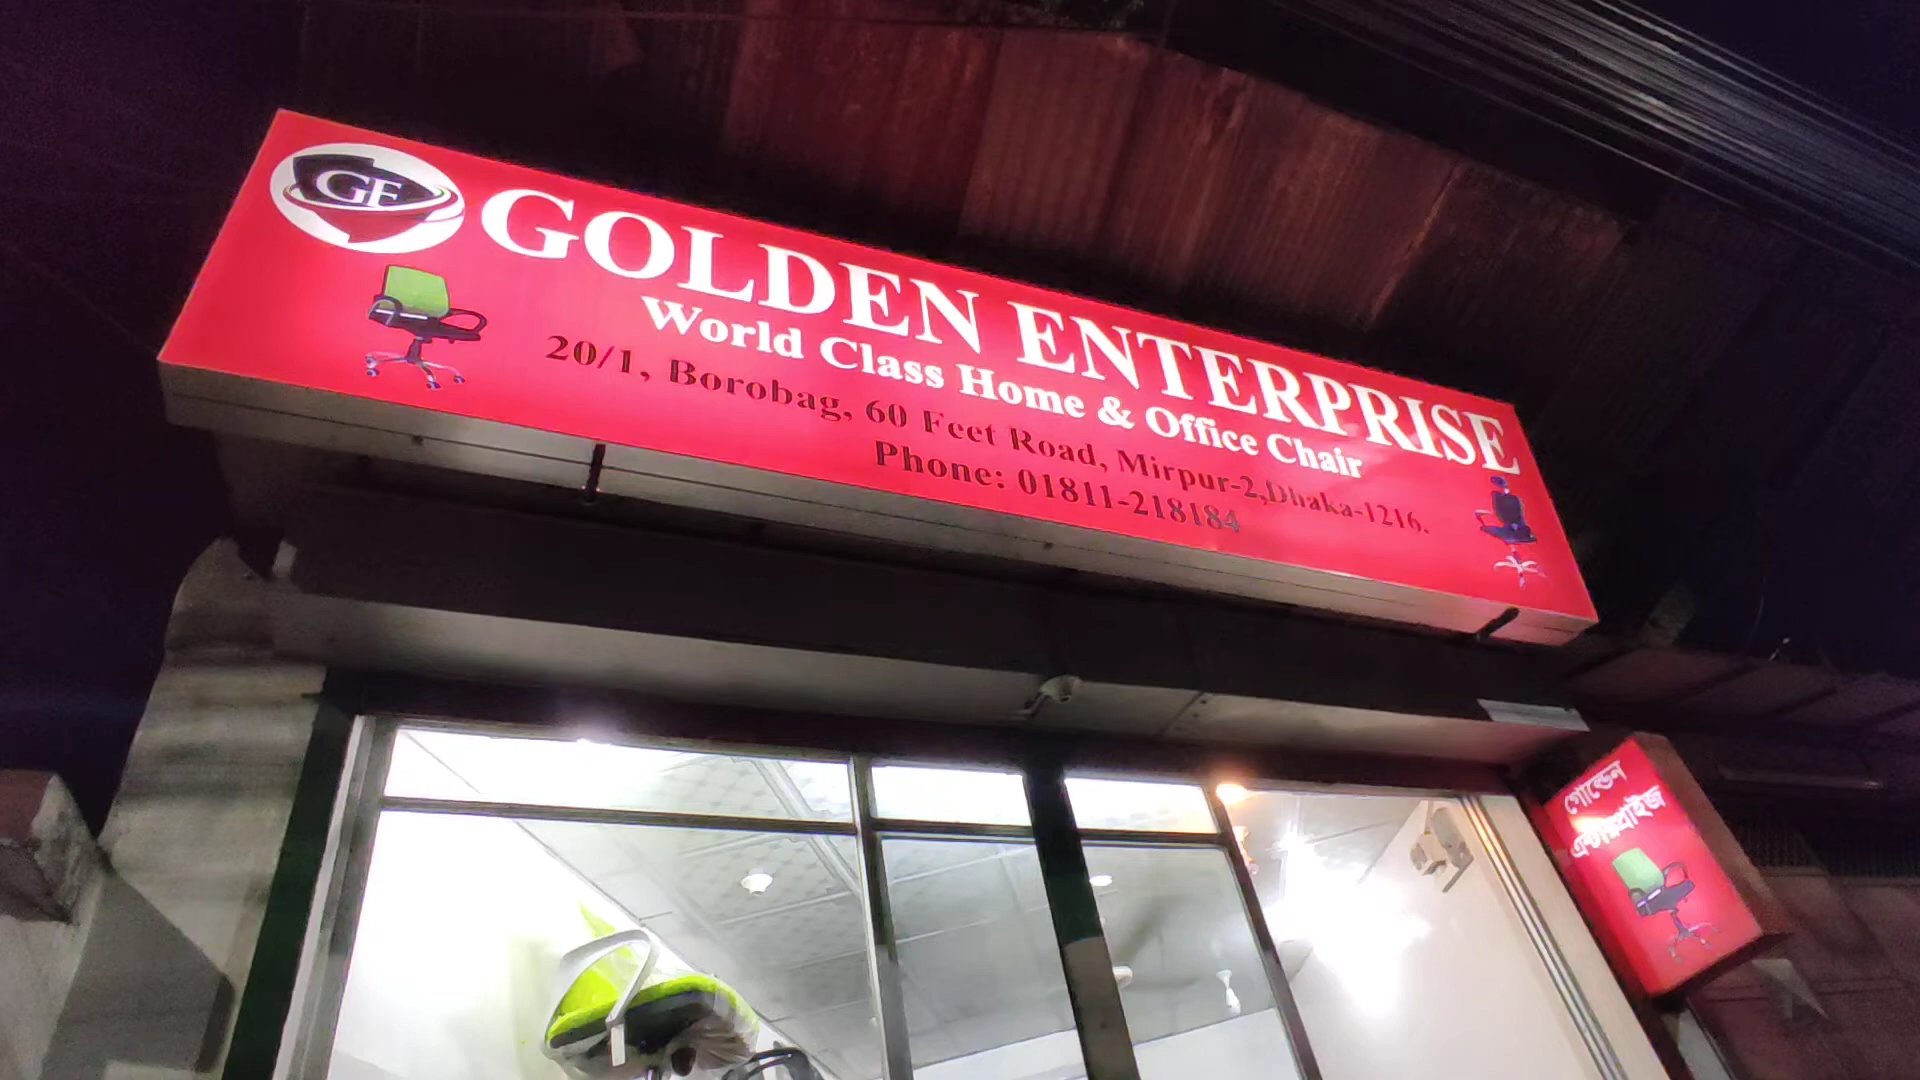 GE
GOLDEN ENTERPRISE
World Class Home & Office Chair
20/1, Borobag, 60 Feet Road, Mirpur-2,Dhaka-1216.
Phone: 01811-218184
গোল্ডেন
এন্টারপ্রাইজ